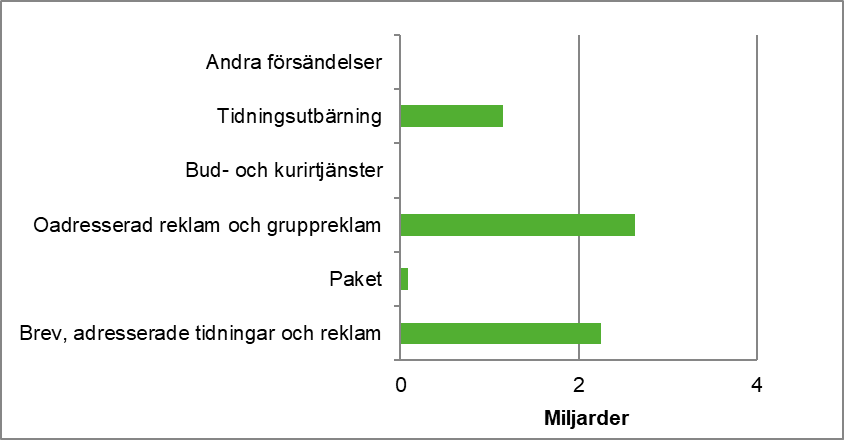 Andra försändelser
Tidningsutbärning
Bud- och kurirtjänster
Oadresserad reklam och gruppreklam
Paket
Brev, adresserade tidningar och reklam
0 2 4
Miljarder